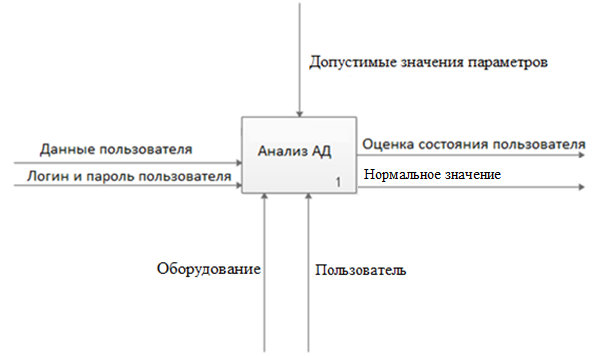 Допустимые значения параметров
Данные пользователя
Анализ АД
Оценка состояния пользователя
Логин и пароль пользователя
1
Нормальное значение
Оборудование
Пользователь